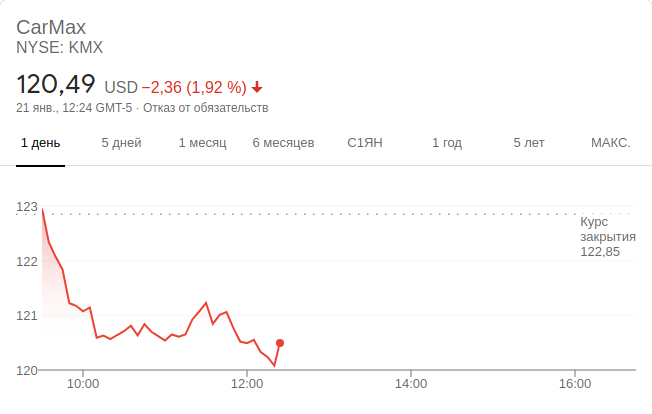 CarMax
NYSE: KMX
120,49 USD −2,36 (1,92 %)
21 янв., 12:24 GMT-5 · Отказ от обязательств
1 день 5 дней 1 месяц 6 месяцев С1ЯН 1 год 5 лет МАКС.
123
Курс
закрытия
122,85
122
121
120
10:00 12:00 14:00 16:00